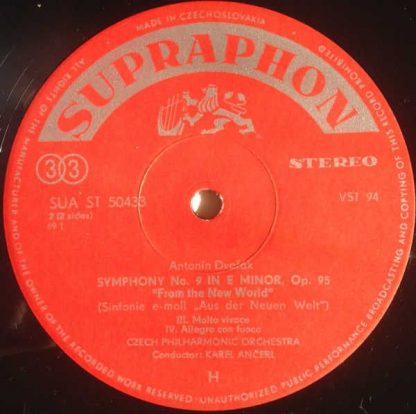 MADE IN CZECHOSLOVAKIA
ALL RIGHTS OF THE MANUFACTURER AND OF THE OWNER OF THE RECORDED WORK RESERVED · UNAUTHORIZED PUBLIC PERFORMANCE, BROADCASTING AND COPYING OF THIS RECORD PROHIBITED
SUPRAPHON
33
STEREO
SUA ST 50433
VST 94
2 (2 sides)
69 1
Antonín Dvořák
SYMPHONY No. 9 IN E MINOR, Op. 95
"From the New World"
(Sinfonie e-moll „Aus der Neuen Welt")
III. Molto vivace
IV. Allegro con fuoco
CZECH PHILHARMONIC ORCHESTRA
Conductor: KAREL ANČERL
H